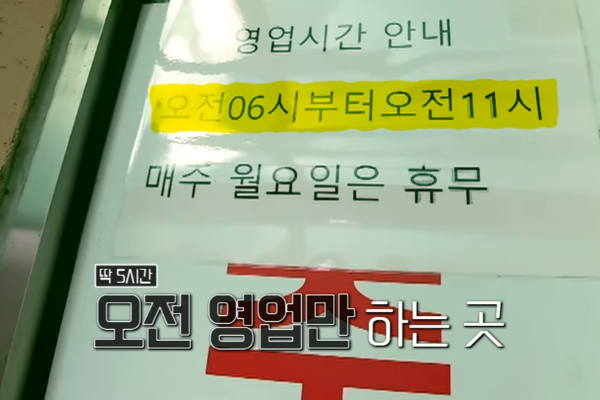 영업시간 안내
오전06시부터오전11시
매주 월요일은 휴무
딱 5시간
오전 영업만 하는 곳